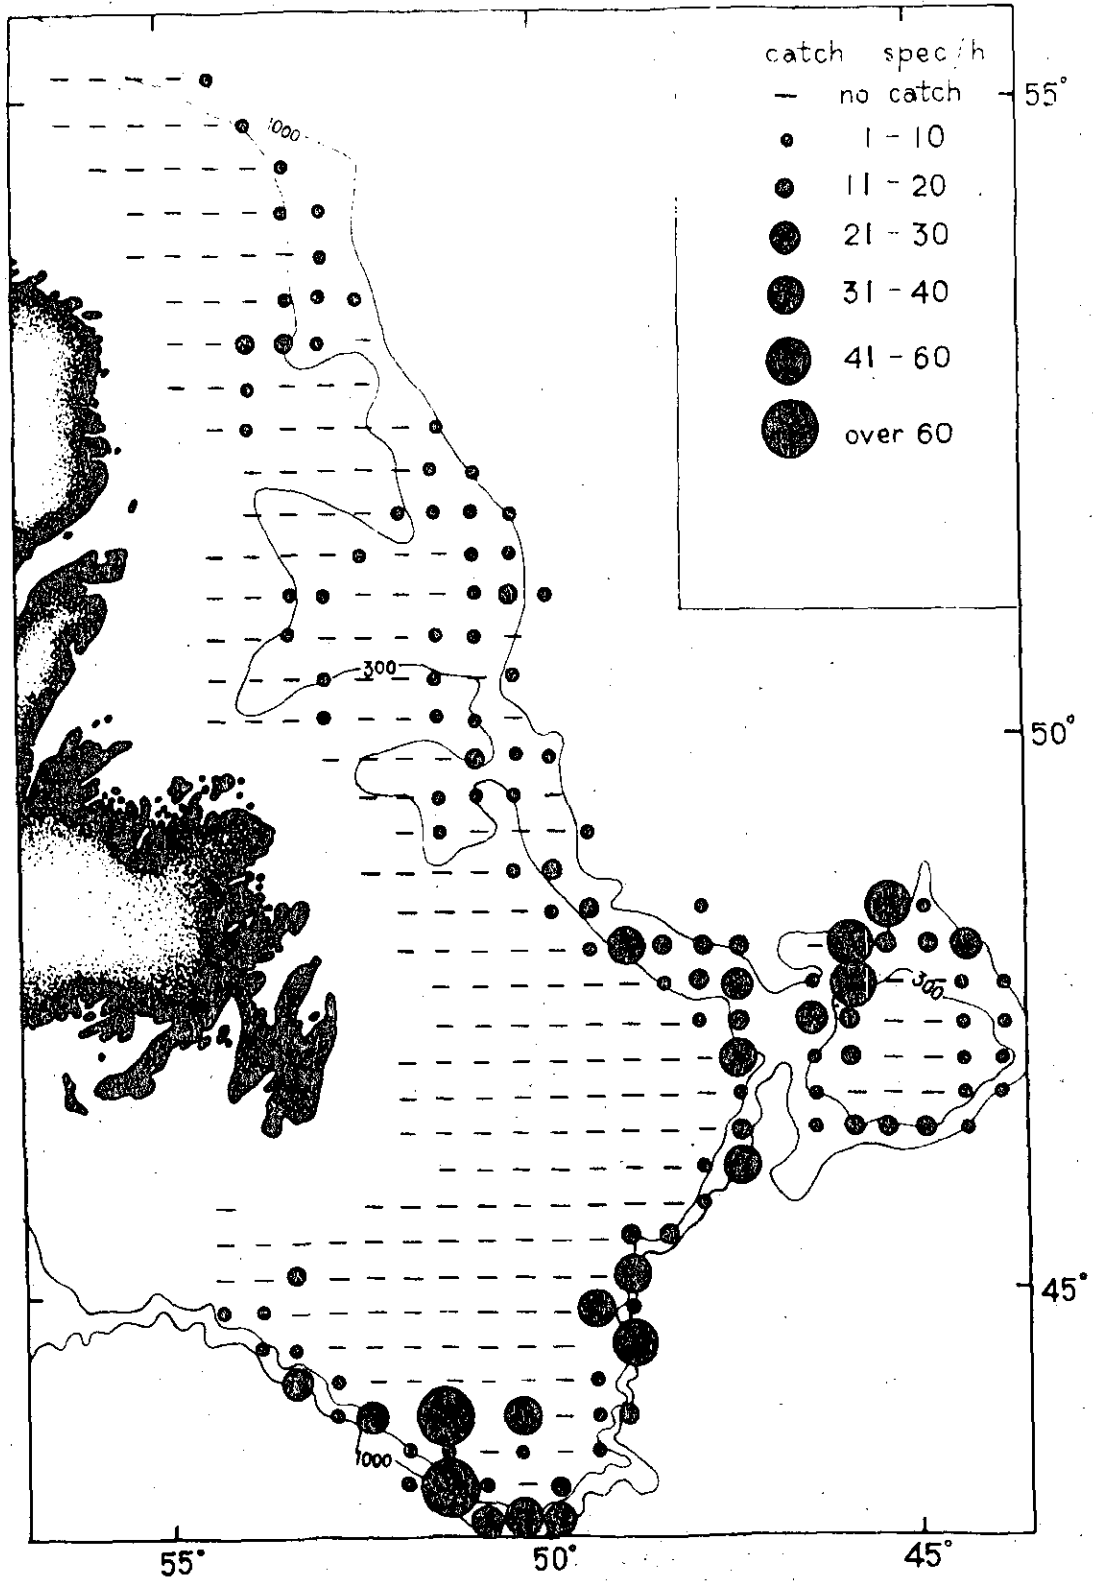 catch spec/h
— no catch
1 - 10
11 - 20
21 - 30
31 - 40
41 - 60
over 60
55°
1000
300
50°
300
45°
1000
55° 50° 45°